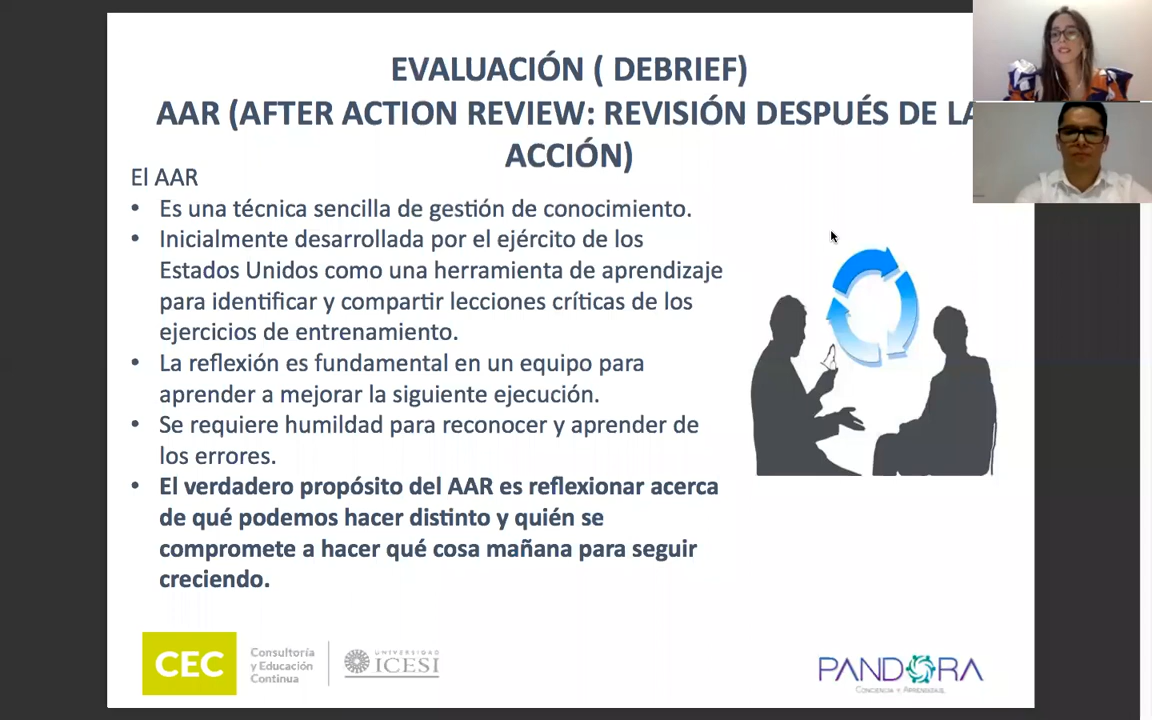 EVALUACIÓN ( DEBRIEF)
AAR (AFTER ACTION REVIEW: REVISIÓN DESPUÉS DE LA
ACCIÓN)
El AAR
• Es una técnica sencilla de gestión de conocimiento.
• Inicialmente desarrollada por el ejército de los
Estados Unidos como una herramienta de aprendizaje
para identificar y compartir lecciones críticas de los
ejercicios de entrenamiento.
• La reflexión es fundamental en un equipo para
aprender a mejorar la siguiente ejecución.
• Se requiere humildad para reconocer y aprender de
los errores.
• El verdadero propósito del AAR es reflexionar acerca
de qué podemos hacer distinto y quién se
compromete a hacer qué cosa mañana para seguir
creciendo.
CEC
Consultoría
y Educación
Continua
UNIVERSIDAD
ICESI
PANDORA
CONCIENCIA Y APRENDIZAJE